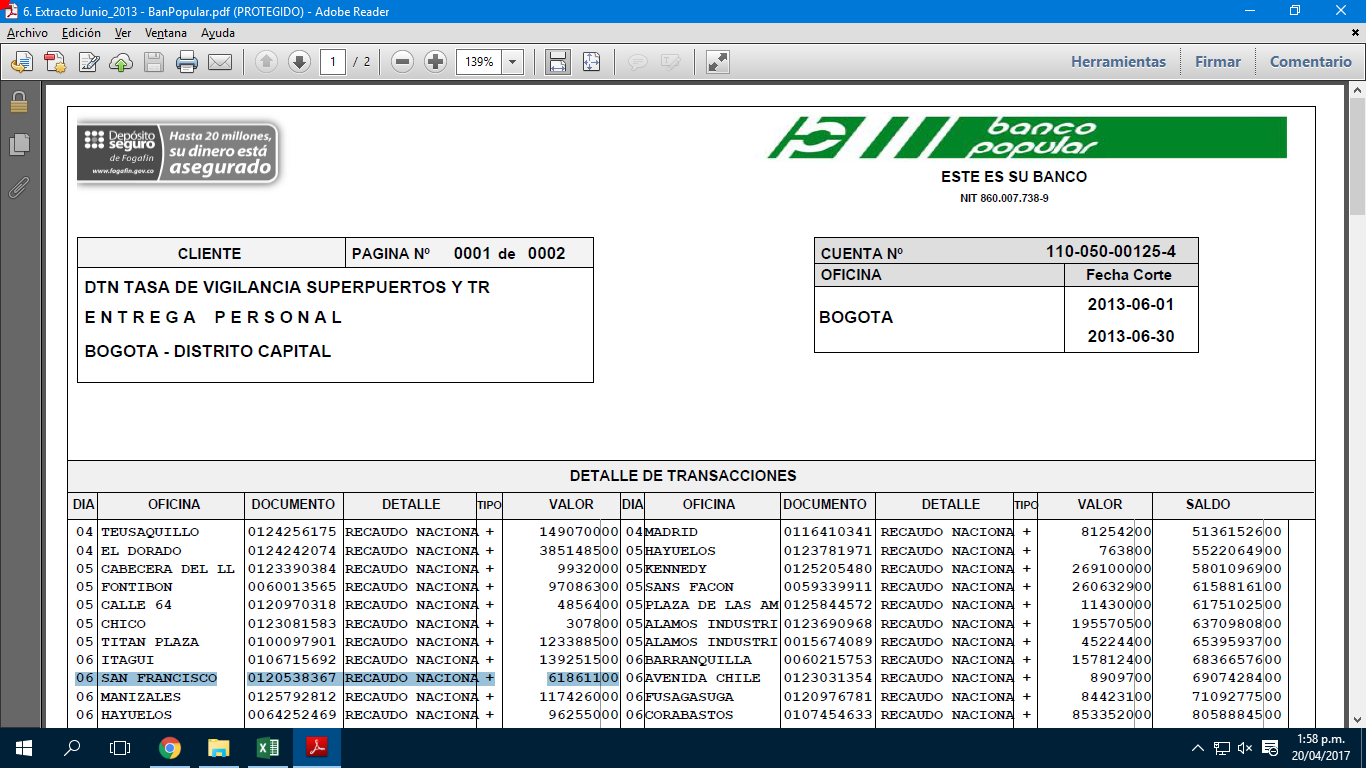 6. Extracto Junio_2013 - BanPopular.pdf (PROTEGIDO) - Adobe Reader
Archivo Edición Ver Ventana Ayuda
1 / 2 139% Herramientas Firmar Comentario
Depósito seguro de Fogafín www.fogafin.gov.co
Hasta 20 millones, su dinero está asegurado
banco popular
ESTE ES SU BANCO
NIT 860.007.738-9
CLIENTE PAGINA Nº 0001 de 0002
DTN TASA DE VIGILANCIA SUPERPUERTOS Y TR
E N T R E G A P E R S O N A L
BOGOTA - DISTRITO CAPITAL
CUENTA Nº 110-050-00125-4
OFICINA Fecha Corte
BOGOTA 2013-06-01
2013-06-30
DETALLE DE TRANSACCIONES
DIA OFICINA DOCUMENTO DETALLE TIPO VALOR DIA OFICINA DOCUMENTO DETALLE TIPO VALOR SALDO
04 TEUSAQUILLO 0124256175 RECAUDO NACIONA + 149070000 04 MADRID 0116410341 RECAUDO NACIONA + 81254200 5136152600
04 EL DORADO 0124242074 RECAUDO NACIONA + 385148500 05 HAYUELOS 0123781971 RECAUDO NACIONA + 763800 5522064900
05 CABECERA DEL LL 0123390384 RECAUDO NACIONA + 9932000 05 KENNEDY 0125205480 RECAUDO NACIONA + 269100000 5801096900
05 FONTIBON 0060013565 RECAUDO NACIONA + 97086300 05 SANS FACON 0059339911 RECAUDO NACIONA + 260632900 6158816100
05 CALLE 64 0120970318 RECAUDO NACIONA + 4856400 05 PLAZA DE LAS AM 0125844572 RECAUDO NACIONA + 11430000 6175102500
05 CHICO 0123081583 RECAUDO NACIONA + 307800 05 ALAMOS INDUSTRI 0123690968 RECAUDO NACIONA + 195570500 6370980800
05 TITAN PLAZA 0100097901 RECAUDO NACIONA + 123388500 05 ALAMOS INDUSTRI 0015674089 RECAUDO NACIONA + 45224400 6539593700
06 ITAGUI 0106715692 RECAUDO NACIONA + 139251500 06 BARRANQUILLA 0060215753 RECAUDO NACIONA + 157812400 6836657600
06 SAN FRANCISCO 0120538367 RECAUDO NACIONA + 61861100 06 AVENIDA CHILE 0123031354 RECAUDO NACIONA + 8909700 6907428400
06 MANIZALES 0125792812 RECAUDO NACIONA + 117426000 06 FUSAGASUGA 0120976781 RECAUDO NACIONA + 84423100 7109277500
06 HAYUELOS 0064252469 RECAUDO NACIONA + 96255000 06 CORABASTOS 0107454633 RECAUDO NACIONA + 853352000 8058884500
1:58 p.m.
20/04/2017